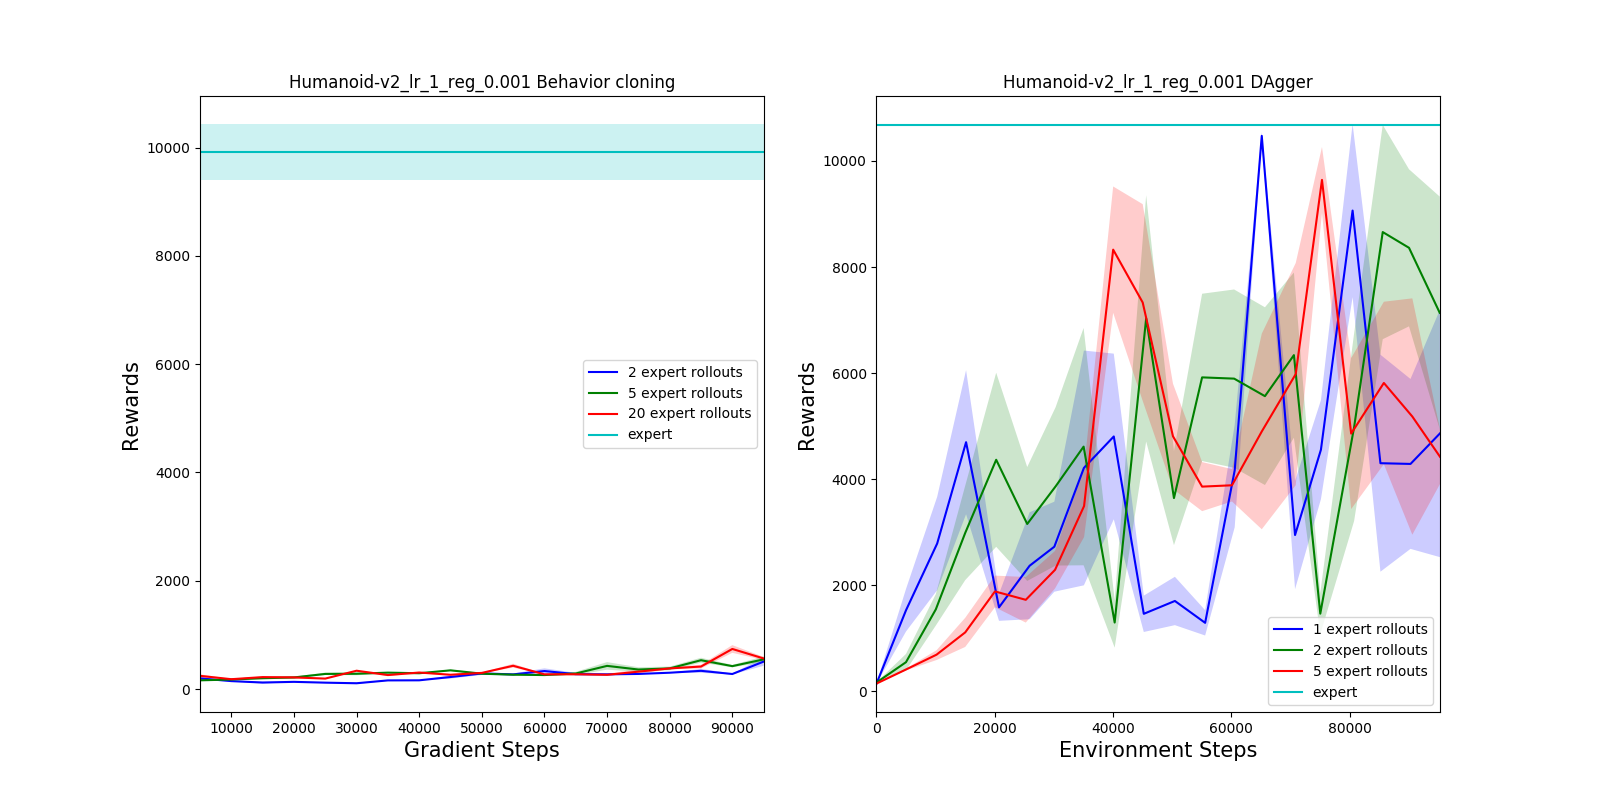 Humanoid-v2_lr_1_reg_0.001 Behavior cloning
10000
8000
6000
4000
2000
0
Rewards
2 expert rollouts
5 expert rollouts
20 expert rollouts
expert
10000 20000 30000 40000 50000 60000 70000 80000 90000
Gradient Steps
Humanoid-v2_lr_1_reg_0.001 DAgger
10000
8000
6000
4000
2000
0
Rewards
1 expert rollouts
2 expert rollouts
5 expert rollouts
expert
0 20000 40000 60000 80000
Environment Steps